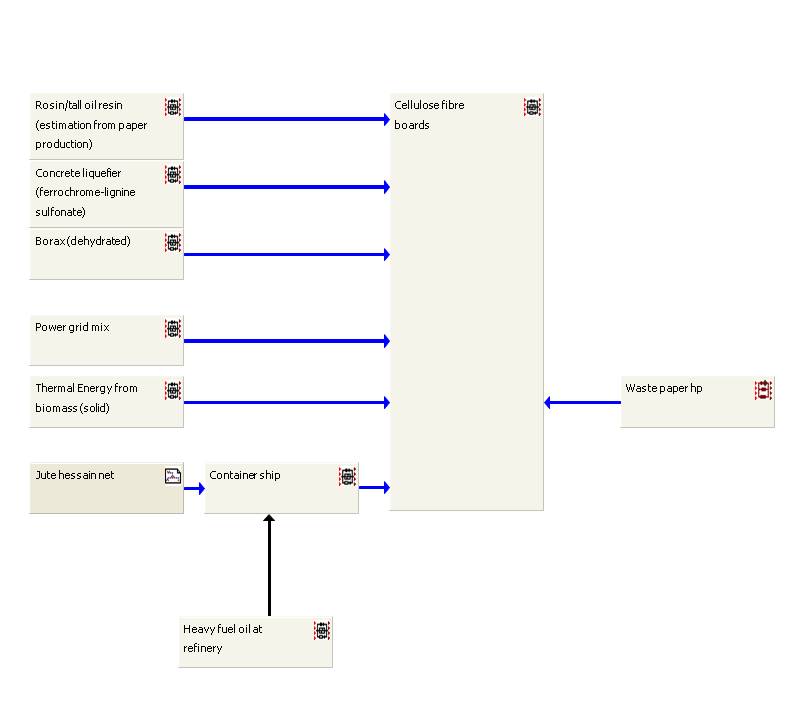 Rosin/tall oil resin
(estimation from paper
production)
Cellulose fibre
boards
Concrete liquefier
(ferrochrome-lignine
sulfonate)
Borax (dehydrated)
Power grid mix
Thermal Energy from
biomass (solid)
Waste paper hp
Jute hessain net
Container ship
Heavy fuel oil at
refinery